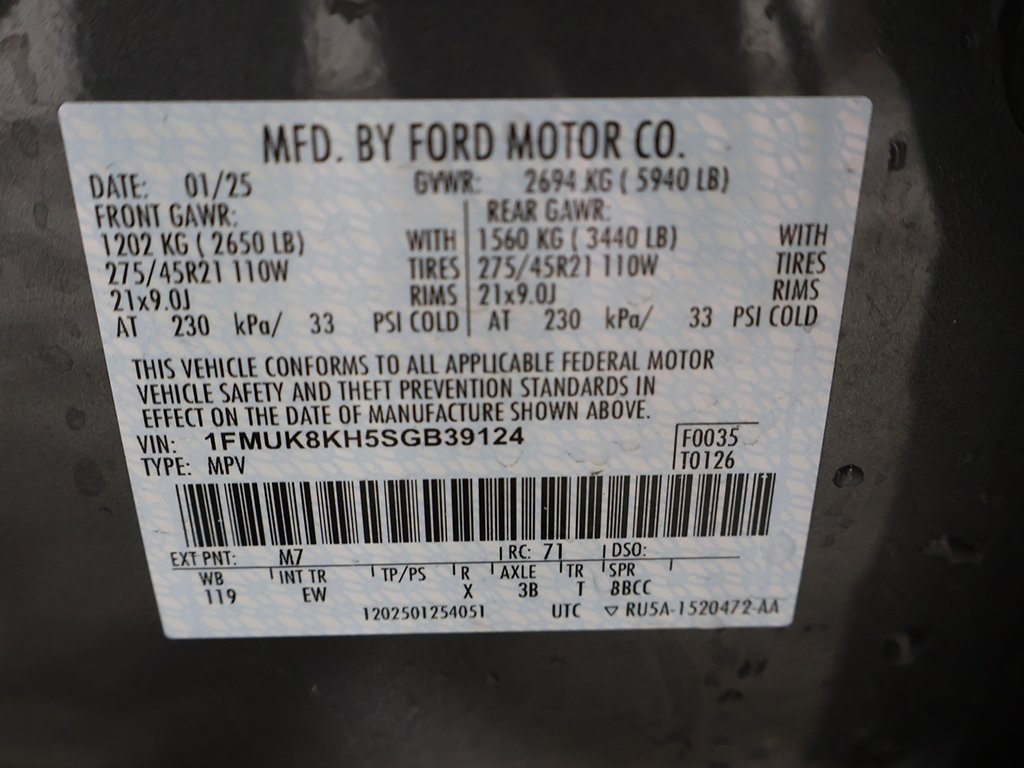 MFD. BY FORD MOTOR CO.
DATE: 01/25 GVWR: 2694 KG ( 5940 LB)
FRONT GAWR: REAR GAWR:
1202 KG ( 2650 LB) WITH 1560 KG ( 3440 LB) WITH
275/45R21 110W TIRES 275/45R21 110W TIRES
21x9.0J RIMS 21x9.0J RIMS
AT 230 kPa/ 33 PSI COLD AT 230 kPa/ 33 PSI COLD
THIS VEHICLE CONFORMS TO ALL APPLICABLE FEDERAL MOTOR
VEHICLE SAFETY AND THEFT PREVENTION STANDARDS IN
EFFECT ON THE DATE OF MANUFACTURE SHOWN ABOVE.
VIN: 1FMUK8KH5SGB39124 F0035
TYPE: MPV T0126
EXT PNT: M7 RC: 71 DSO:
WB INT TR TP/PS R AXLE TR SPR
119 EW X 3B T 8BCC
1202501254051 UTC ▽ RU5A-1520472-AA